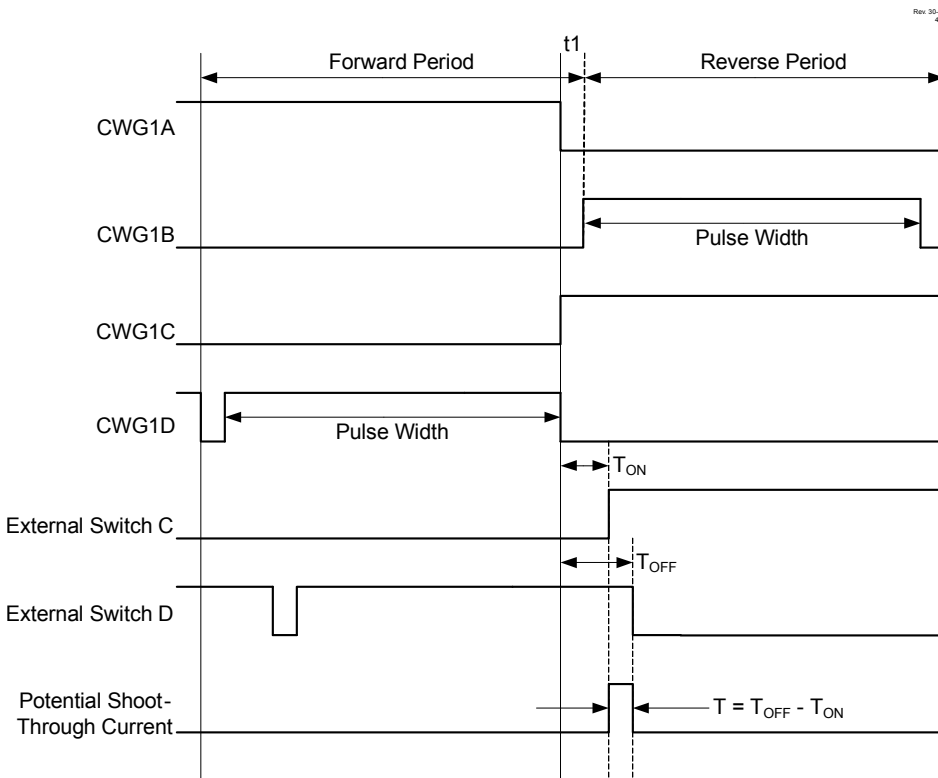 Rev. 30-
4
t1
Forward Period
Reverse Period
CWG1A
CWG1B
Pulse Width
CWG1C
CWG1D
Pulse Width
TON
External Switch C
TOFF
External Switch D
Potential Shoot-
Through Current
T = TOFF - TON